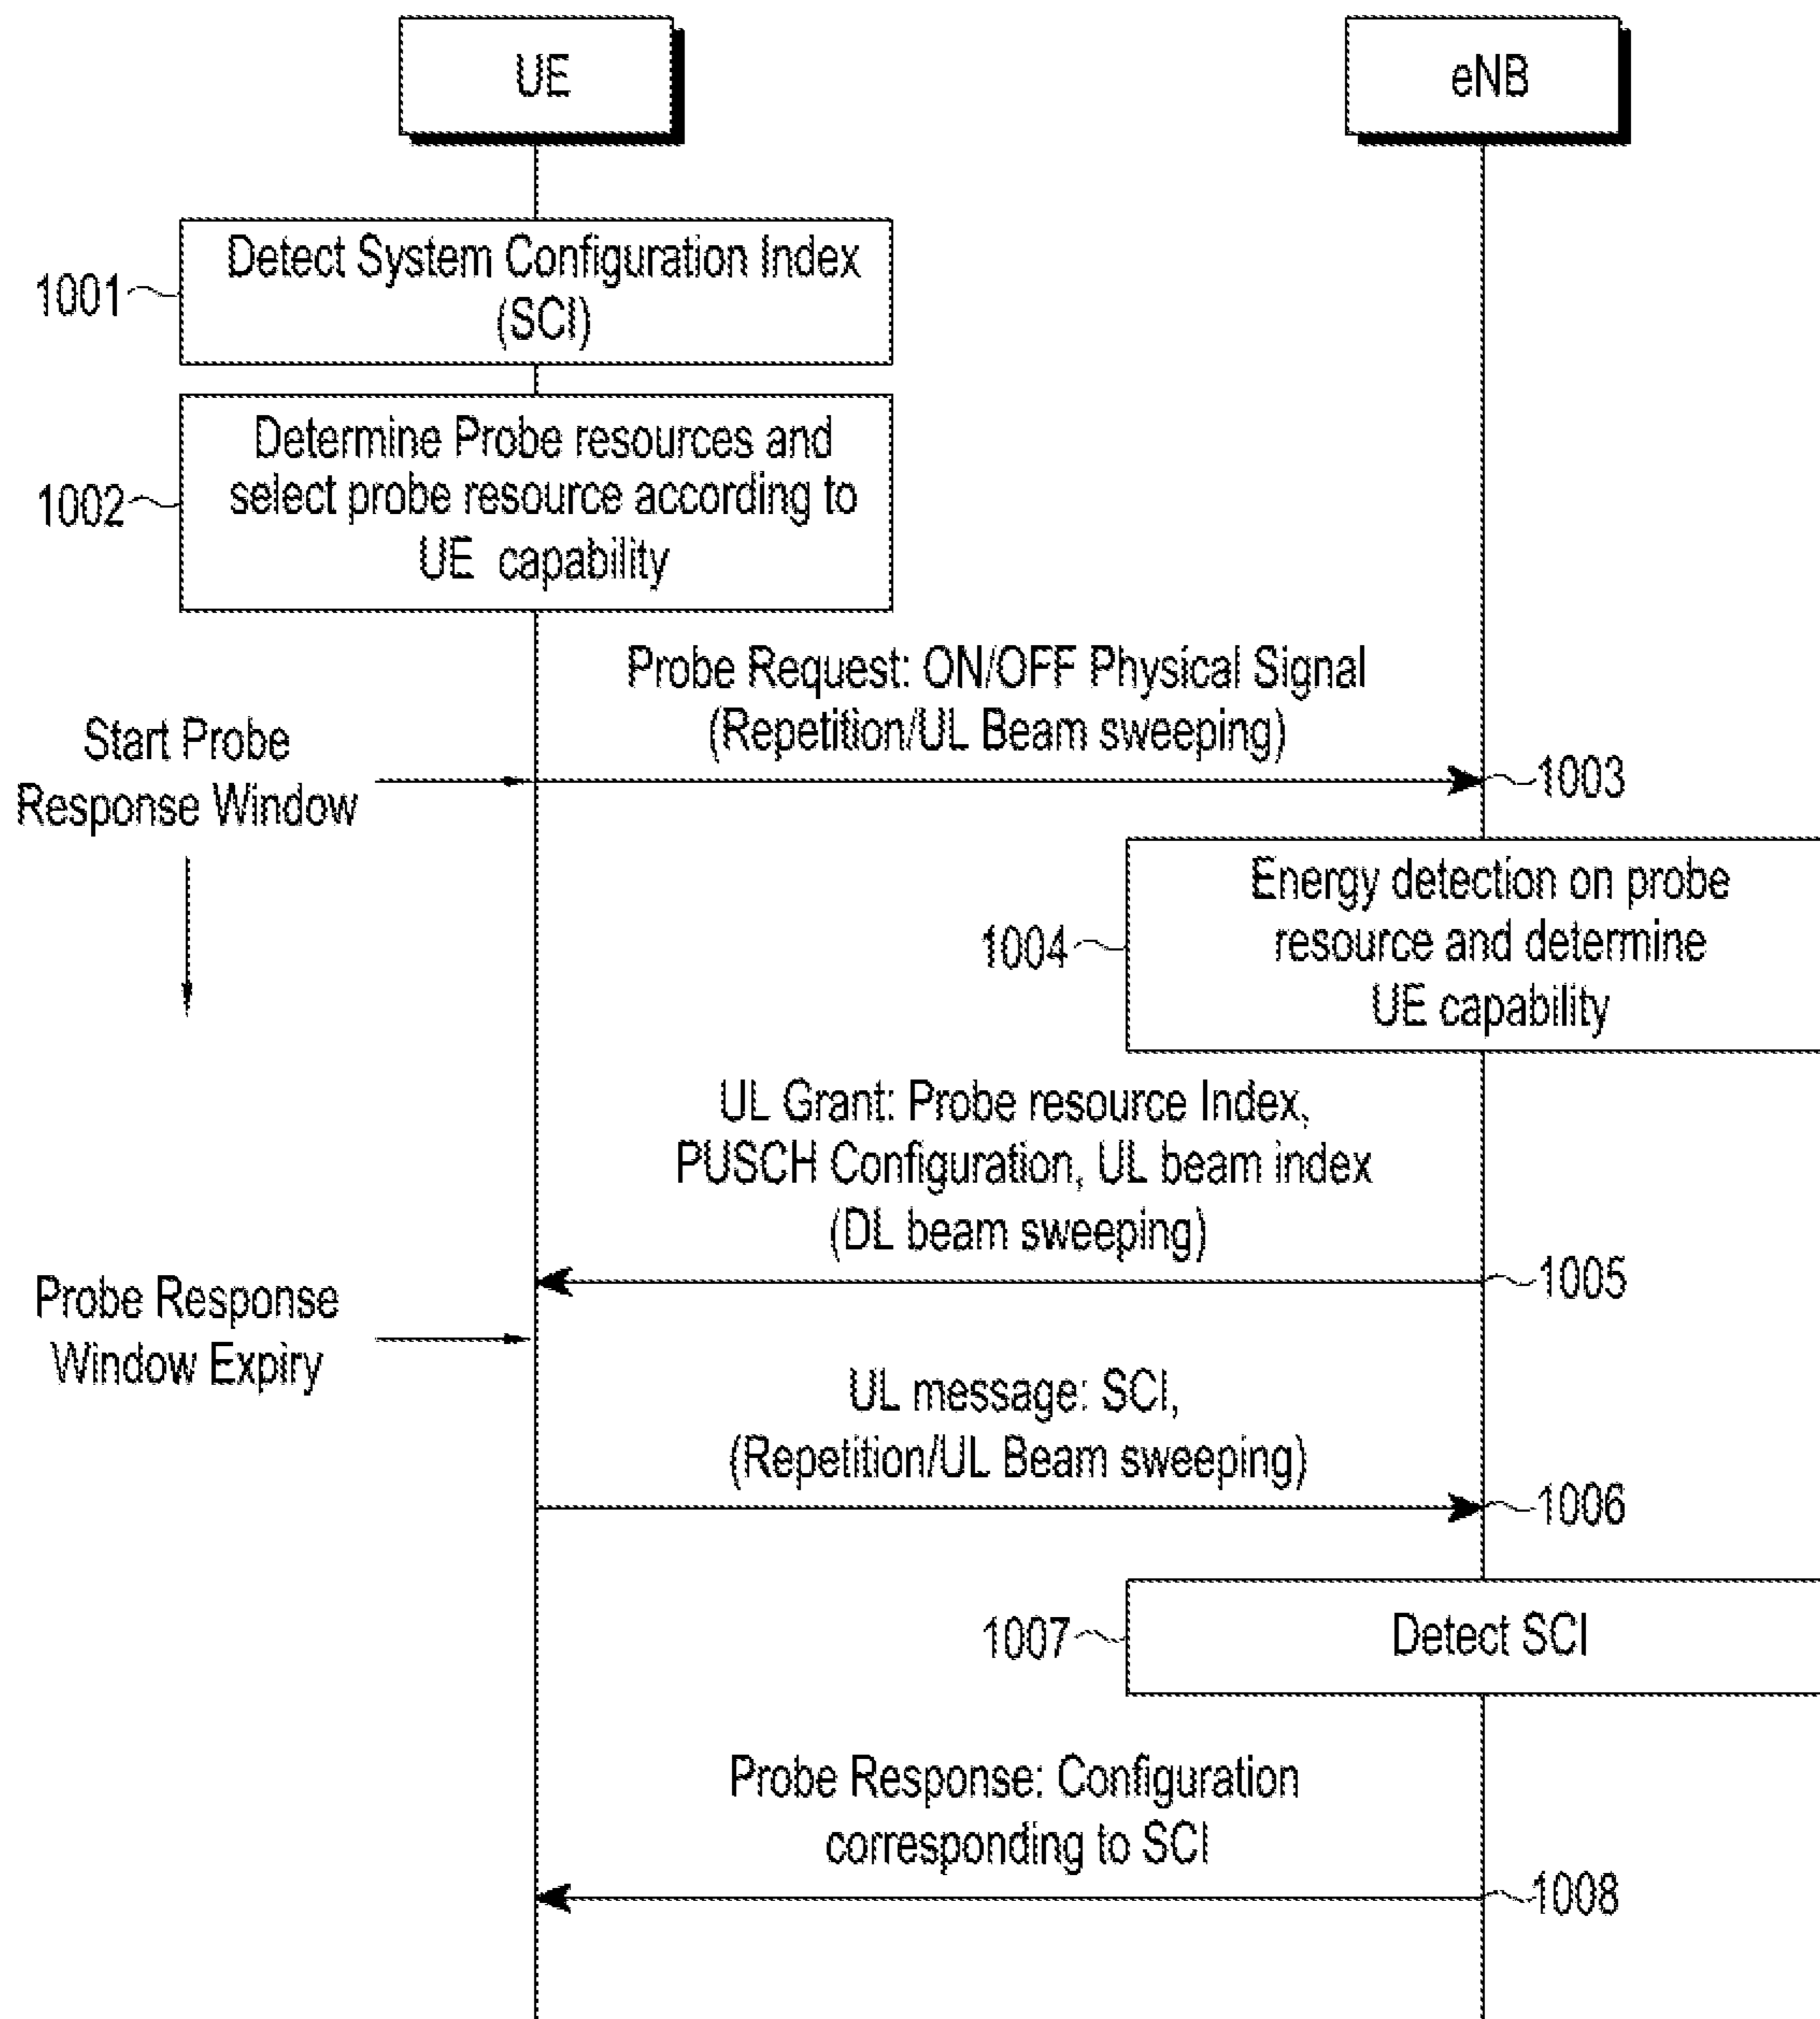 UE
eNB
Detect System Configuration Index
(SCI)
1001
Determine Probe resources and
select probe resource according to
UE capability
1002
Probe Request: ON/OFF Physical Signal
(Repetition/UL Beam sweeping)
Start Probe
Response Window
1003
Energy detection on probe
resource and determine
UE capability
1004
UL Grant: Probe resource Index,
PUSCH Configuration, UL beam index
(DL beam sweeping)
1005
Probe Response
Window Expiry
UL message: SCI,
(Repetition/UL Beam sweeping)
1006
1007
Detect SCI
Probe Response: Configuration
corresponding to SCI
1008